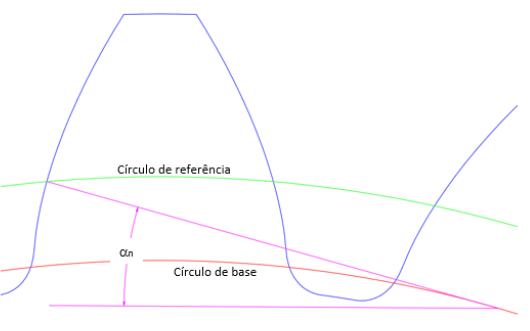 Círculo de referência
αn
Círculo de base